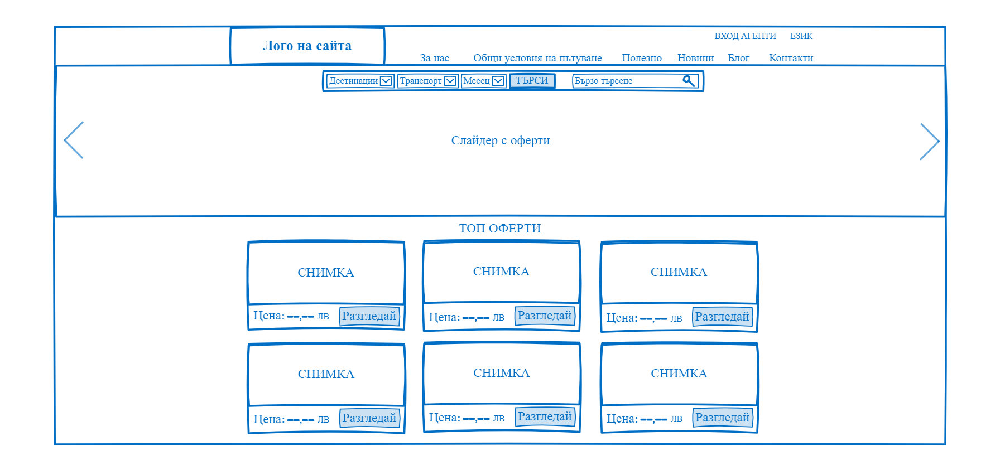 Лого на сайта
ВХОД АГЕНТИ ЕЗИК
За нас Общи условия на пътуване Полезно Новини Блог Контакти
Дестинации Транспорт Месец ТЪРСИ Бързо търсене
Слайдер с оферти
ТОП ОФЕРТИ
СНИМКА СНИМКА СНИМКА
Цена: --,-- лв Разгледай Цена: --,-- лв Разгледай Цена: --,-- лв Разгледай
СНИМКА СНИМКА СНИМКА
Цена: --,-- лв Разгледай Цена: --,-- лв Разгледай Цена: --,-- лв Разгледай